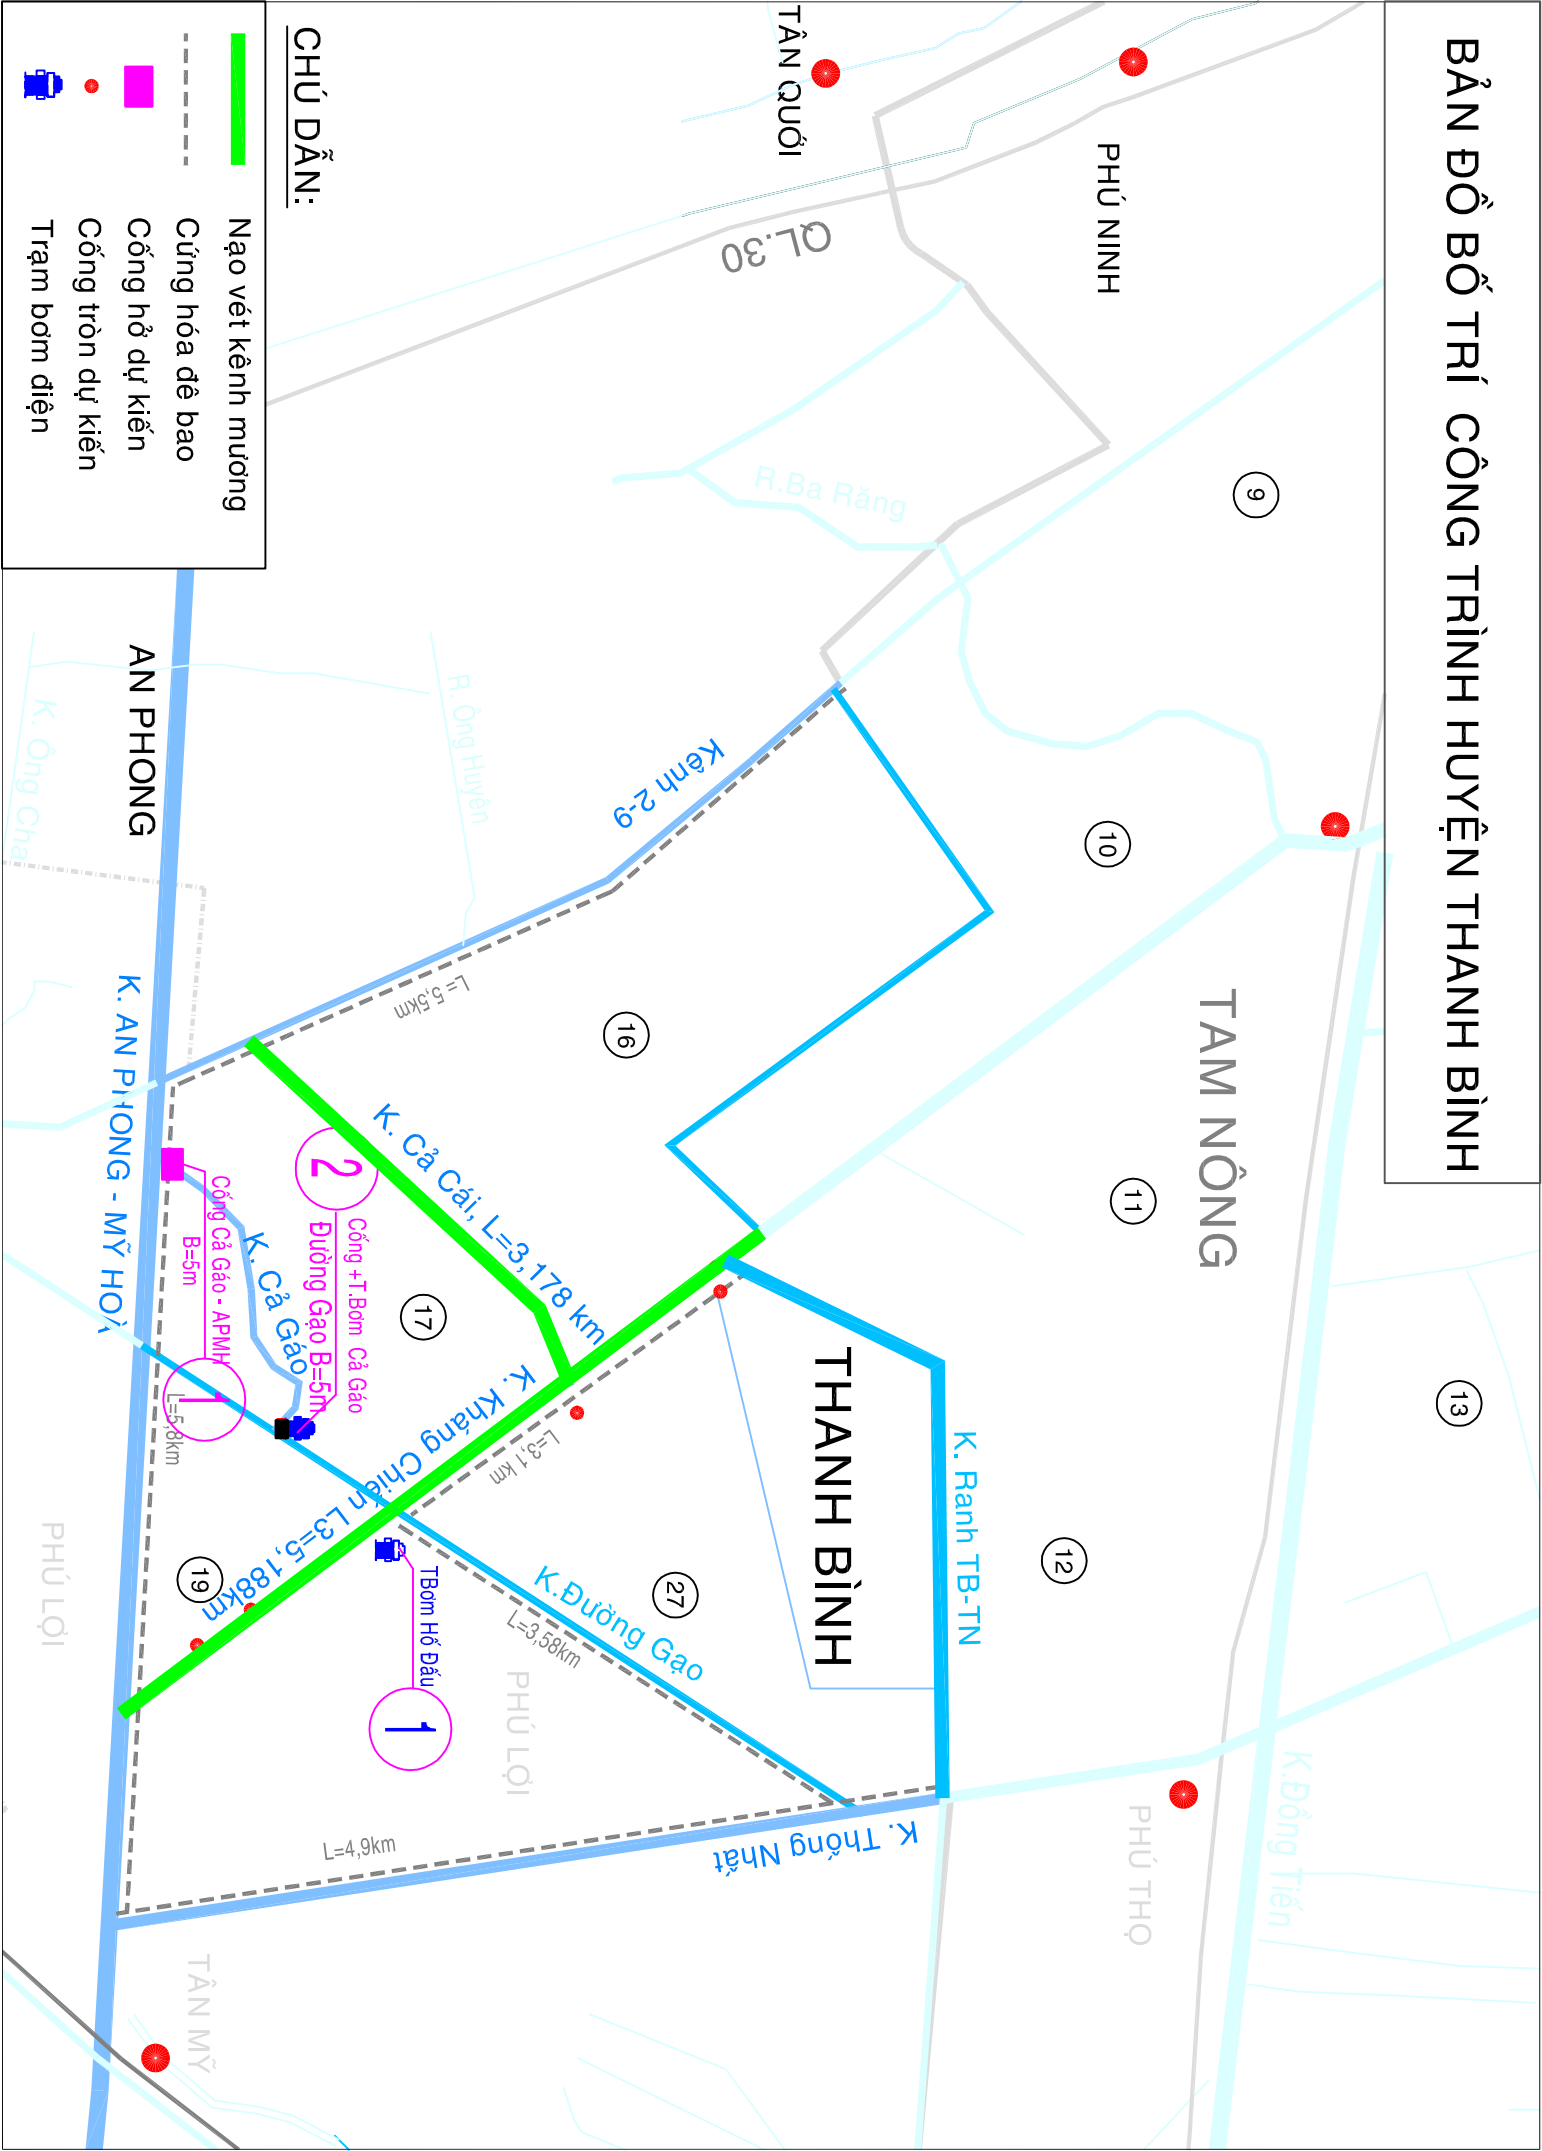 BẢN ĐỒ BỐ TRÍ CÔNG TRÌNH HUYỆN THANH BÌNH
PHÚ NINH
TÂN QUỚI
QL.30
R.Ba Răng
9
10
TAM NÔNG
11
13
12
Kênh 2-9
R. Ông Huyện
K. Ông Cha
AN PHONG
L= 5,5km
16
K. AN PHONG - MỸ HOÀ
K. Cả Cái, L=3,178 km
2
Cống +T.Bơm Cả Gáo
Đường Gạo B=5m
Cống Cả Gáo - APMH
B=5m
1
K. Cả Gáo
17
L=5,8km
THANH BÌNH
K. Ranh TB-TN
K. Kháng Chiến L3=5,188km
L=3,1 km
K.Đường Gạo
L=3,58km
27
19
TBơm Hố Đấu
1
PHÚ LỢI
PHÚ LỢI
K. Thống Nhất
L=4,9km
K.Đồng Tiến
PHÚ THỌ
TÂN MỸ
CHÚ DẪN:
Nạo vét kênh mương
Cứng hóa đê bao
Cống hở dự kiến
Cống tròn dự kiến
Trạm bơm điện